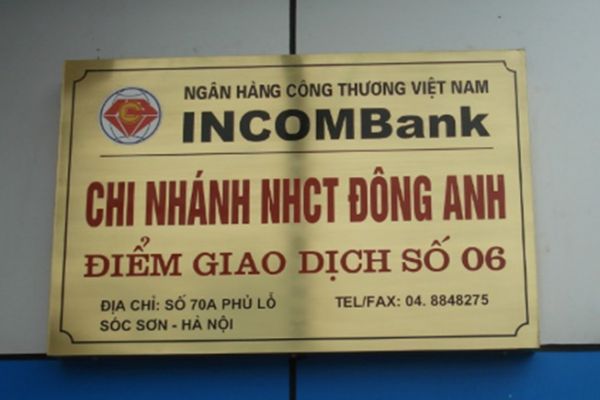 NGÂN HÀNG CÔNG THƯƠNG VIỆT NAM
INCOMBank
CHI NHÁNH NHCT ĐÔNG ANH
ĐIỂM GIAO DỊCH SỐ 06
ĐỊA CHỈ: SỐ 70A PHỦ LỖ
TEL/FAX: 04. 8848275
SÓC SƠN - HÀ NỘI